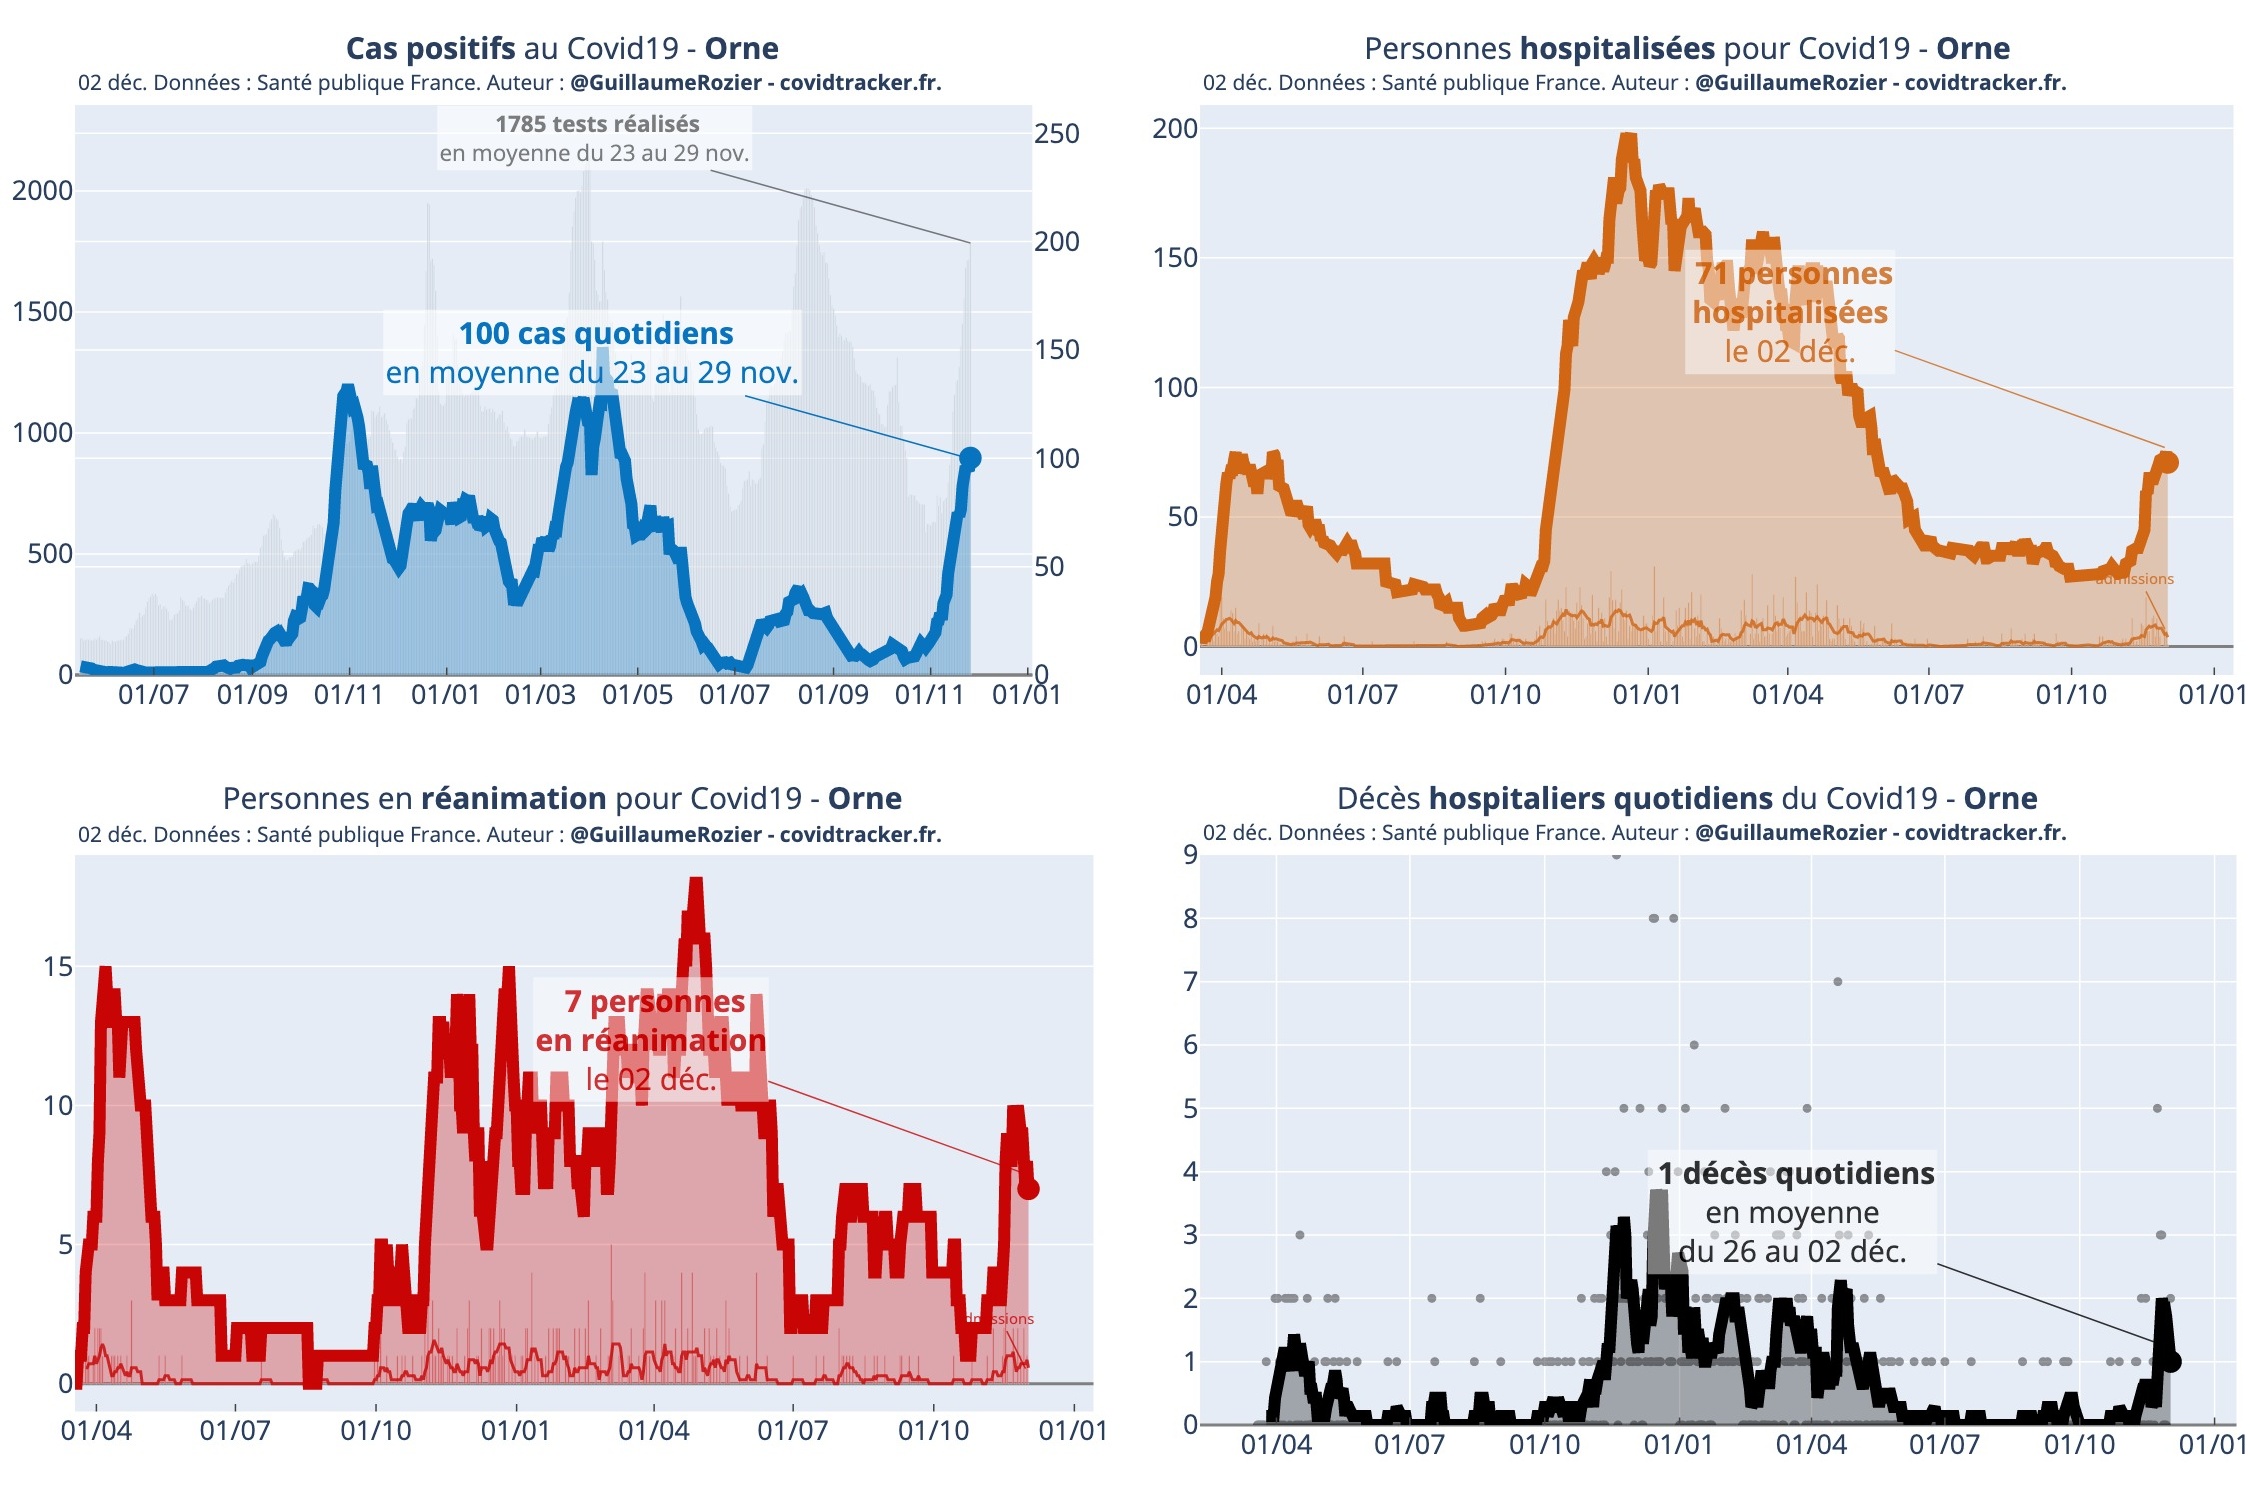 Cas positifs au Covid19 - Orne
02 déc. Données : Santé publique France. Auteur : @GuillaumeRozier - covidtracker.fr.
1785 tests réalisés
en moyenne du 23 au 29 nov.
100 cas quotidiens
en moyenne du 23 au 29 nov.
2000
1500
1000
500
0
250
200
150
100
50
0
01/07 01/09 01/11 01/01 01/03 01/05 01/07 01/09 01/11 01/01
Personnes hospitalisées pour Covid19 - Orne
02 déc. Données : Santé publique France. Auteur : @GuillaumeRozier - covidtracker.fr.
200
150
100
50
0
71 personnes
hospitalisées
le 02 déc.
admissions
01/04 01/07 01/10 01/01 01/04 01/07 01/10 01/01
Personnes en réanimation pour Covid19 - Orne
02 déc. Données : Santé publique France. Auteur : @GuillaumeRozier - covidtracker.fr.
15
10
5
0
7 personnes
en réanimation
le 02 déc.
admissions
01/04 01/07 01/10 01/01 01/04 01/07 01/10 01/01
Décès hospitaliers quotidiens du Covid19 - Orne
02 déc. Données : Santé publique France. Auteur : @GuillaumeRozier - covidtracker.fr.
9
8
7
6
5
4
3
2
1
0
1 décès quotidiens
en moyenne
du 26 au 02 déc.
01/04 01/07 01/10 01/01 01/04 01/07 01/10 01/01